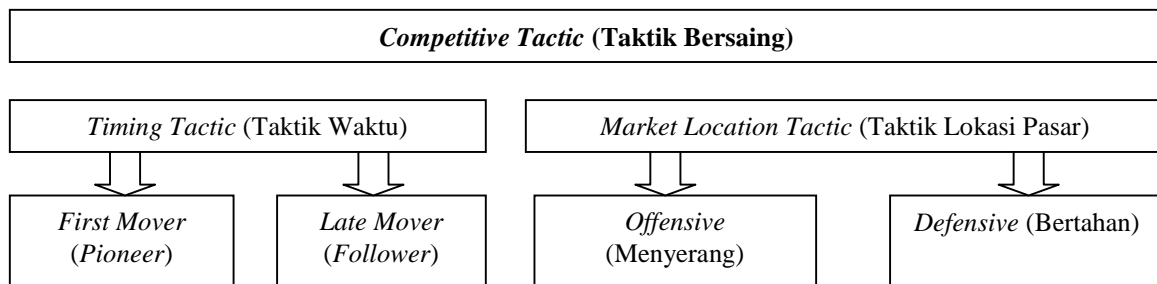 Competitive Tactic (Taktik Bersaing)
Timing Tactic (Taktik Waktu)
Market Location Tactic (Taktik Lokasi Pasar)
First Mover
(Pioneer)
Late Mover
(Follower)
Offensive
(Menyerang)
Defensive (Bertahan)